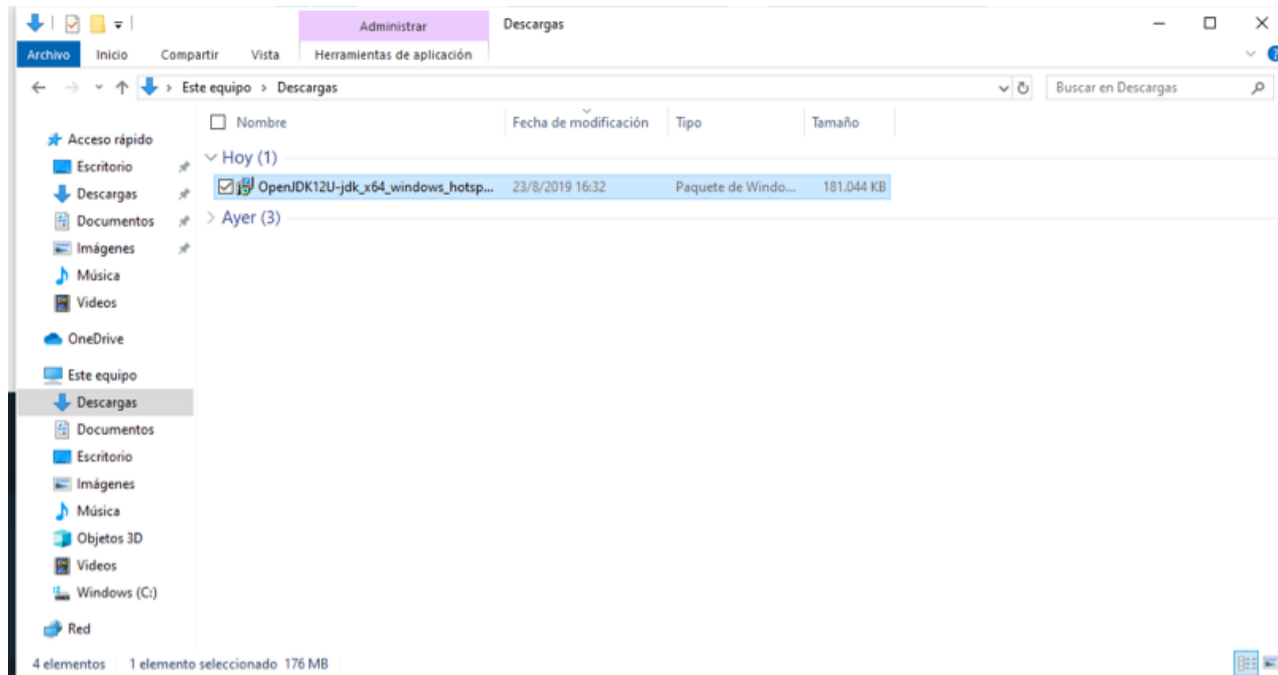 Administrar
Descargas
Archivo Inicio Compartir Vista Herramientas de aplicación
Este equipo Descargas Buscar en Descargas
Nombre Fecha de modificación Tipo Tamaño
Acceso rápido
Escritorio
Descargas
Documentos
Imágenes
Música
Videos
OneDrive
Este equipo
Descargas
Documentos
Escritorio
Imágenes
Música
Objetos 3D
Videos
Windows (C:)
Red
Hoy (1)
OpenJDK12U-jdk_x64_windows_hotsp... 23/8/2019 16:32 Paquete de Windo... 181.044 KB
Ayer (3)
4 elementos 1 elemento seleccionado 176 MB